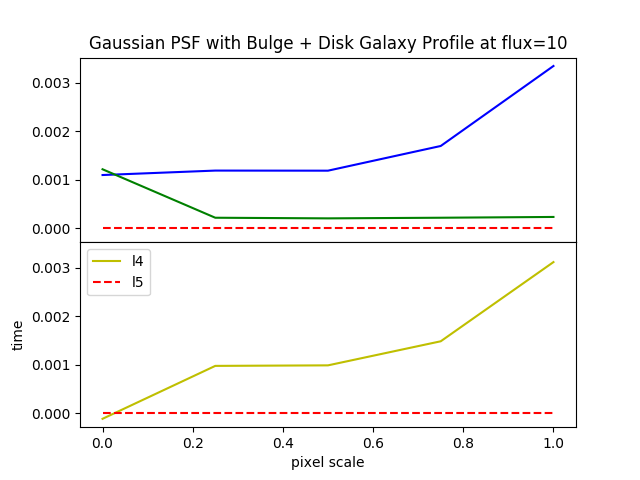 Gaussian PSF with Bulge + Disk Galaxy Profile at flux=10
0.003
0.002
0.001
0.000
l4
l5
0.003
0.002
0.001
0.000
time
0.0 0.2 0.4 0.6 0.8 1.0
pixel scale